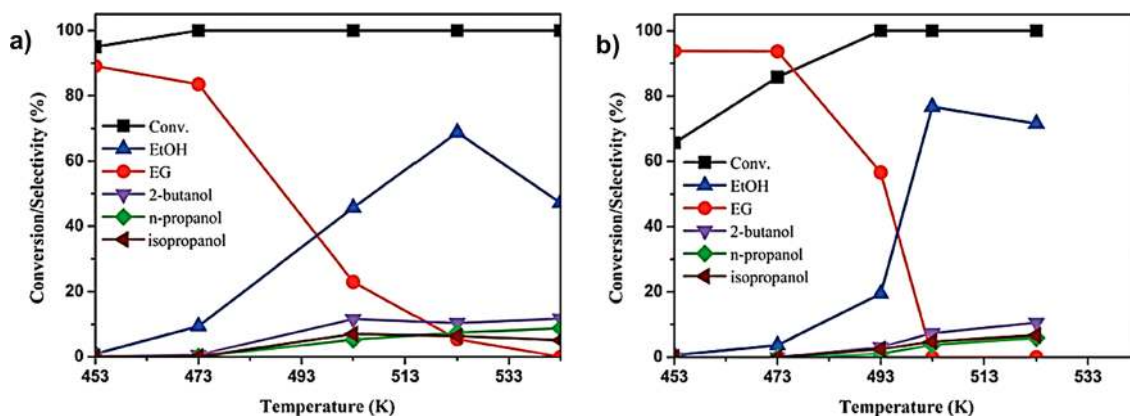 a)
Conversion/Selectivity (%)
100
80
60
40
20
0
Conv.
EtOH
EG
2-butanol
n-propanol
isopropanol
453 473 493 513 533
Temperature (K)
b)
Conversion/Selectivity (%)
100
80
60
40
20
0
Conv.
EtOH
EG
2-butanol
n-propanol
isopropanol
453 473 493 513 533
Temperature (K)